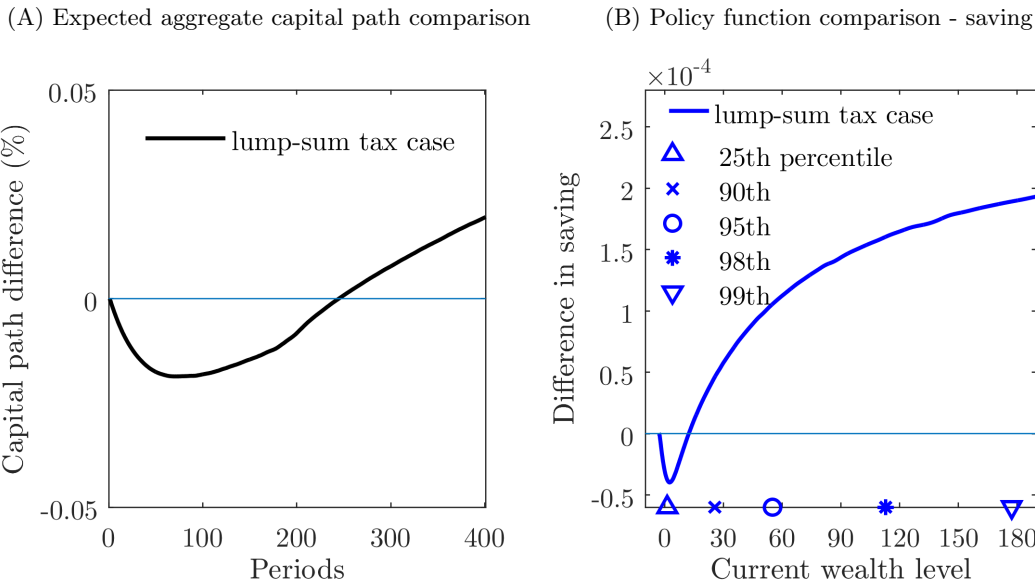 (A) Expected aggregate capital path comparison
0.05
0
-0.05
Capital path difference (%)
lump-sum tax case
0 100 200 300 400
Periods
(B) Policy function comparison - saving
×10-4
2.5
2
1.5
1
0.5
0
-0.5
Difference in saving
lump-sum tax case
25th percentile
90th
95th
98th
99th
0 30 60 90 120 150 180
Current wealth level